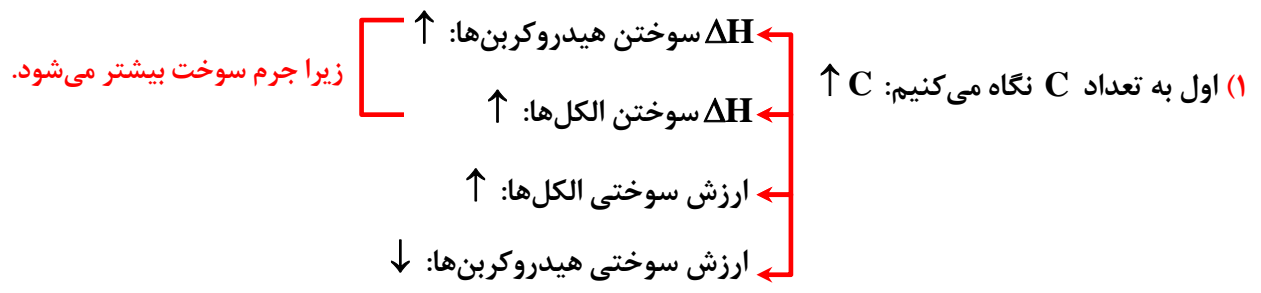 ۱) اول به تعداد C نگاه می‌کنیم: C ↑
ΔH سوختن هیدروکربن‌ها: ↑
ΔH سوختن الکل‌ها: ↑
زیرا جرم سوخت بیشتر می‌شود.
ارزش سوختی الکل‌ها: ↑
ارزش سوختی هیدروکربن‌ها: ↓